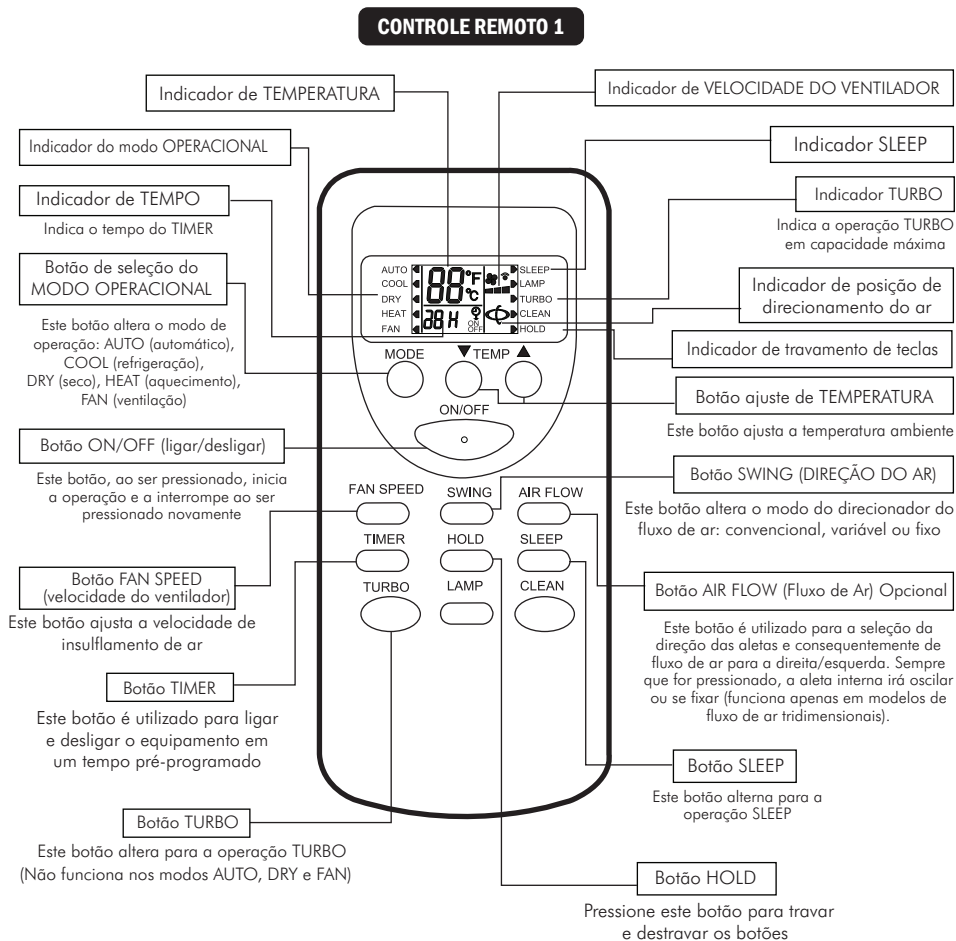 CONTROLE REMOTO 1
Indicador de TEMPERATURA
Indicador de VELOCIDADE DO VENTILADOR
Indicador do modo OPERACIONAL
Indicador SLEEP
Indicador de TEMPO
Indica o tempo do TIMER
Indicador TURBO
Indica a operação TURBO
em capacidade máxima
Botão de seleção do
MODO OPERACIONAL
Este botão altera o modo de
operação: AUTO (automático),
COOL (refrigeração),
DRY (seco), HEAT (aquecimento),
FAN (ventilação)
Indicador de posição de
direcionamento do ar
Indicador de travamento de teclas
Botão ajuste de TEMPERATURA
Este botão ajusta a temperatura ambiente
AUTO
COOL
DRY
HEAT
FAN
88 °F
°C
88 H
ON
OFF
SLEEP
LAMP
TURBO
CLEAN
HOLD
MODE
▼ TEMP ▲
ON/OFF
FAN SPEED SWING AIR FLOW
TIMER HOLD SLEEP
TURBO LAMP CLEAN
Botão ON/OFF (ligar/desligar)
Este botão, ao ser pressionado, inicia
a operação e a interrompe ao ser
pressionado novamente
Botão SWING (DIREÇÃO DO AR)
Este botão altera o modo do direcionador do
fluxo de ar: convencional, variável ou fixo
Botão FAN SPEED
(velocidade do ventilador)
Este botão ajusta a velocidade de
insuflamento de ar
Botão AIR FLOW (Fluxo de Ar) Opcional
Este botão é utilizado para a seleção da
direção das aletas e consequentemente de
fluxo de ar para a direita/esquerda. Sempre
que for pressionado, a aleta interna irá oscilar
ou se fixar (funciona apenas em modelos de
fluxo de ar tridimensionais).
Botão TIMER
Este botão é utilizado para ligar
e desligar o equipamento em
um tempo pré-programado
Botão SLEEP
Este botão alterna para a
operação SLEEP
Botão TURBO
Este botão altera para a operação TURBO
(Não funciona nos modos AUTO, DRY e FAN)
Botão HOLD
Pressione este botão para travar
e destravar os botões